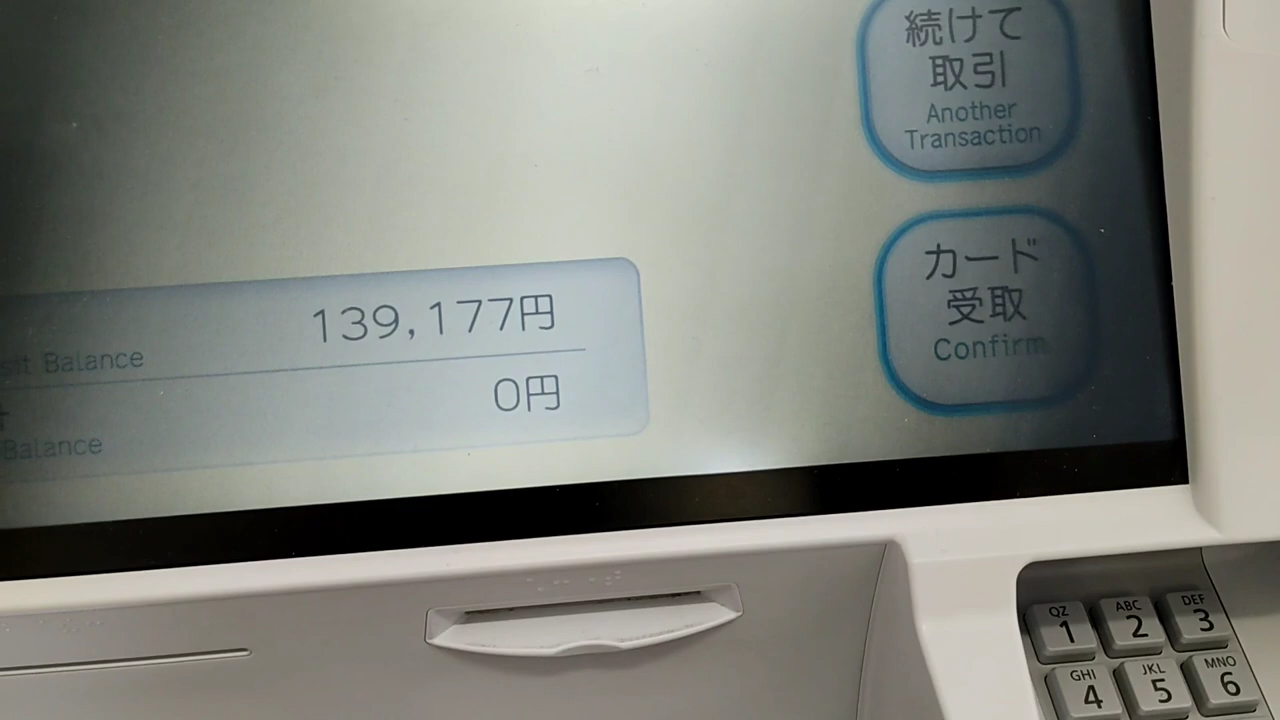 続けて
取引
Another
Transaction
カード
受取
Confirm
139,177円
Balance
0円
Balance
QZ
1
ABC
2
DEF
3
GHI
4
JKL
5
MNO
6